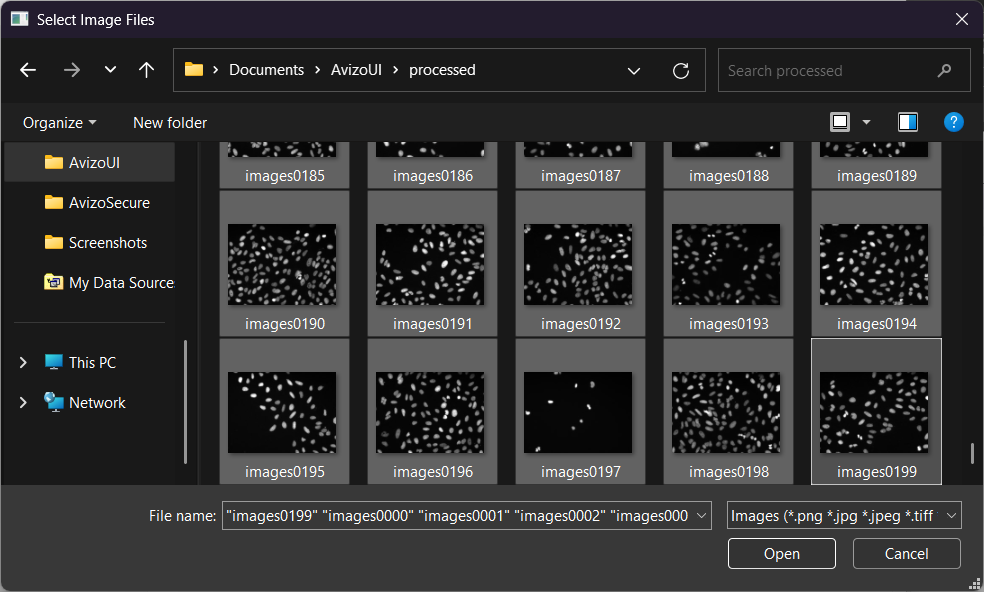 Select Image Files
Documents > AvizoUI > processed
Search processed
Organize
New folder
?
AvizoUI
AvizoSecure
Screenshots
My Data Source
This PC
Network
images0185 images0186 images0187 images0188 images0189
images0190 images0191 images0192 images0193 images0194
images0195 images0196 images0197 images0198 images0199
File name: "images0199" "images0000" "images0001" "images0002" "images000
Images (*.png *.jpg *.jpeg *.tiff
Open
Cancel